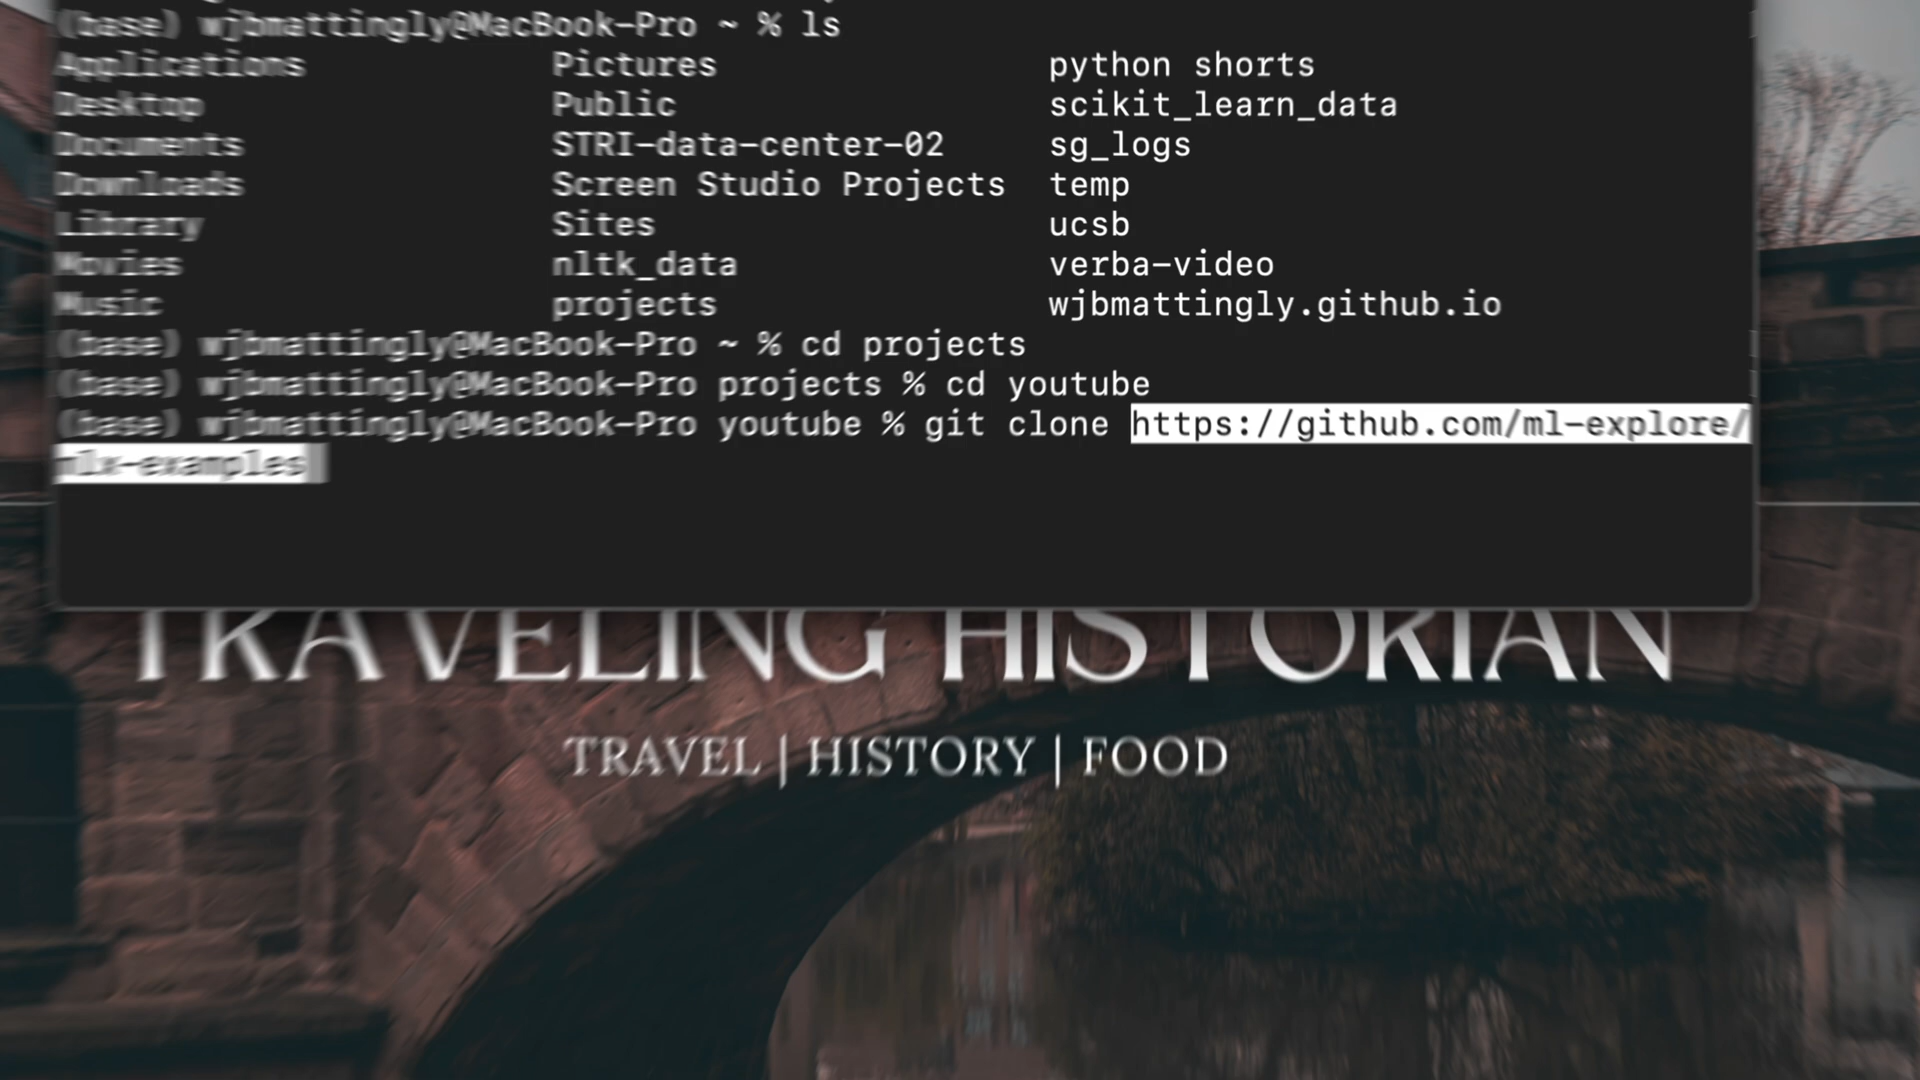 (base) wjbmattingly@MacBook-Pro ~ % ls
Applications Pictures python shorts
Desktop Public scikit_learn_data
Documents STRI-data-center-02 sg_logs
Downloads Screen Studio Projects temp
Library Sites ucsb
Movies nltk_data verba-video
Music projects wjbmattingly.github.io
(base) wjbmattingly@MacBook-Pro ~ % cd projects
(base) wjbmattingly@MacBook-Pro projects % cd youtube
(base) wjbmattingly@MacBook-Pro youtube % git clone https://github.com/ml-explore/
mlx-examples
TRAVELING HISTORIAN
TRAVEL | HISTORY | FOOD